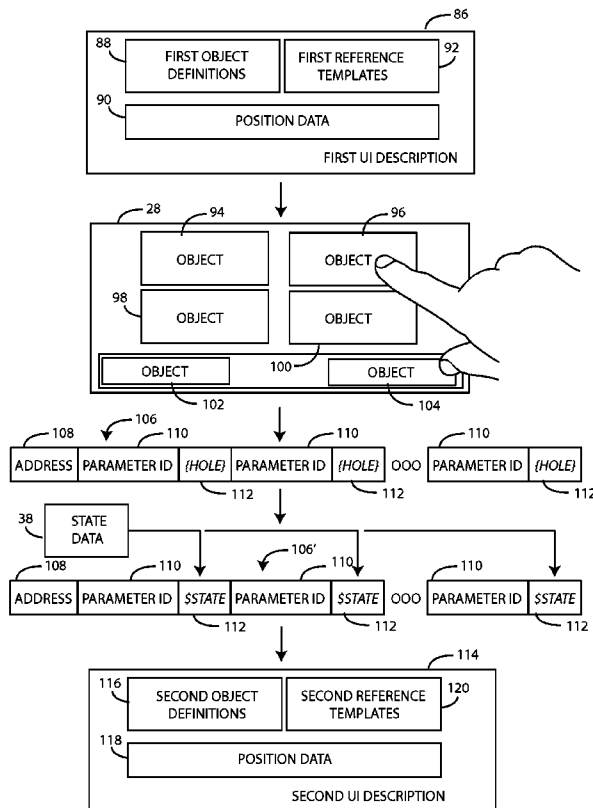 86
88
FIRST OBJECT DEFINITIONS
FIRST REFERENCE TEMPLATES
92
90
POSITION DATA
FIRST UI DESCRIPTION
28
94
96
OBJECT
OBJECT
98
OBJECT
OBJECT
100
OBJECT
OBJECT
102
104
108
106
110
110
110
ADDRESS PARAMETER ID {HOLE} PARAMETER ID {HOLE} OOO PARAMETER ID {HOLE}
112
112
112
38
STATE DATA
108
110
106'
110
110
ADDRESS PARAMETER ID $STATE PARAMETER ID $STATE OOO PARAMETER ID $STATE
112
112
112
114
116
SECOND OBJECT DEFINITIONS
SECOND REFERENCE TEMPLATES
120
118
POSITION DATA
SECOND UI DESCRIPTION